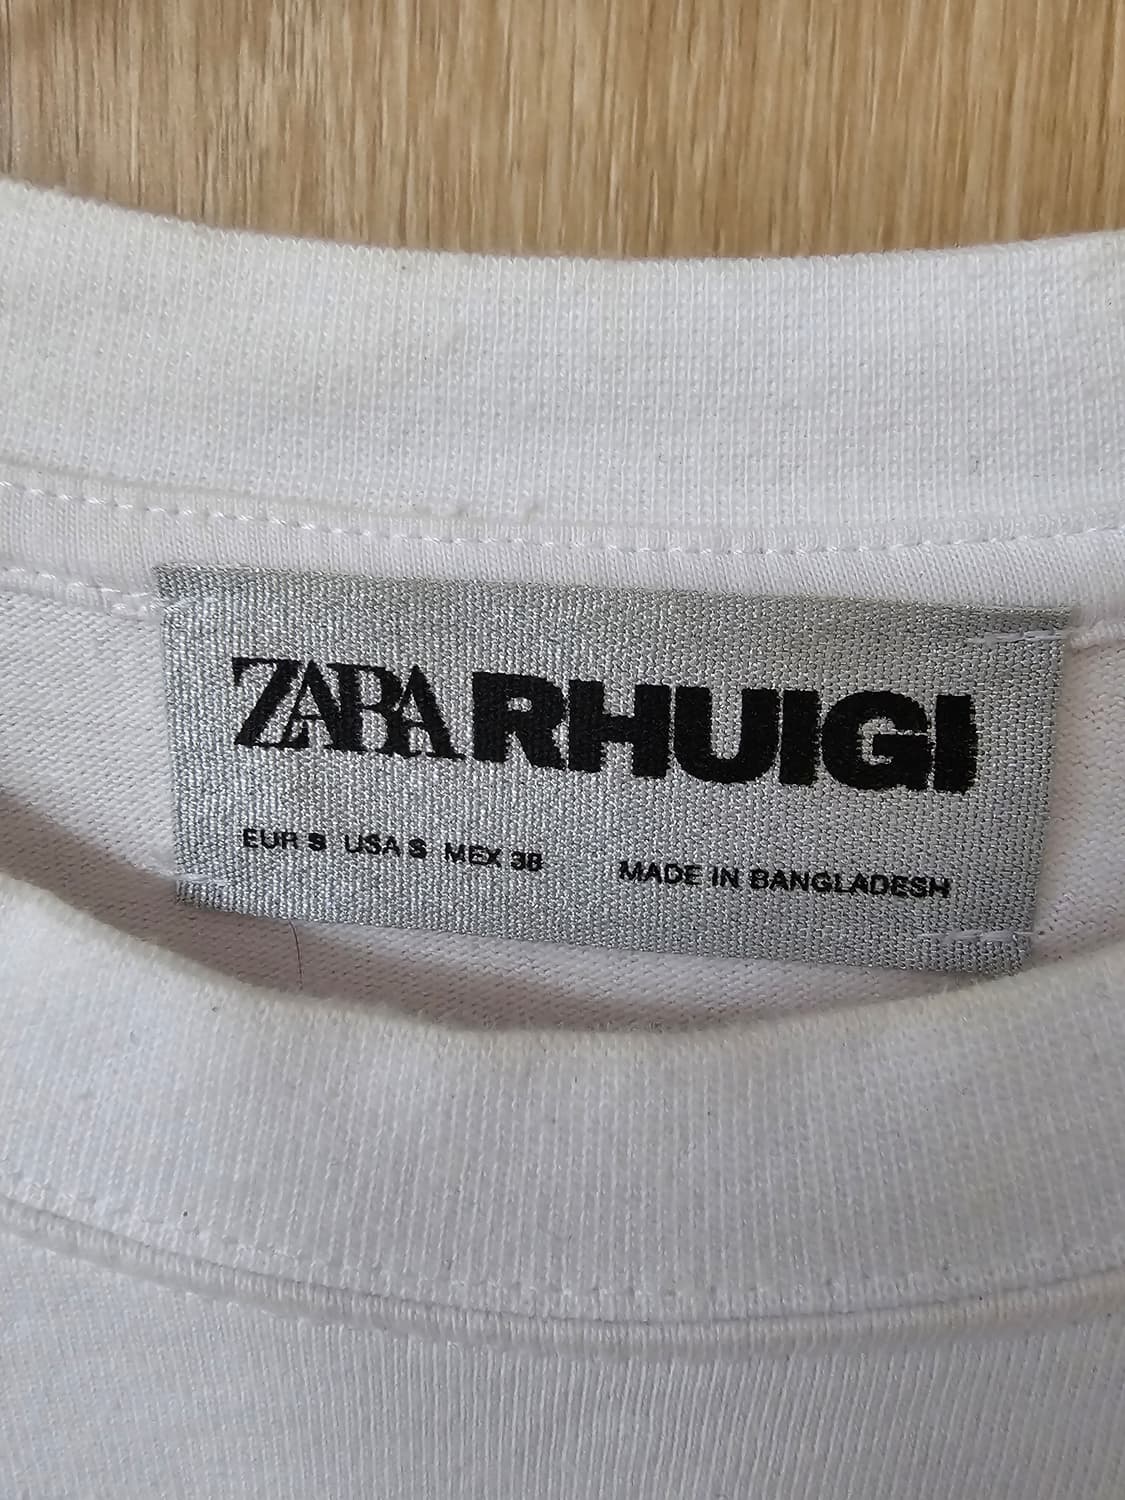 ZARA RHUIGI
EUR S USA S MEX 38 MADE IN BANGLADESH